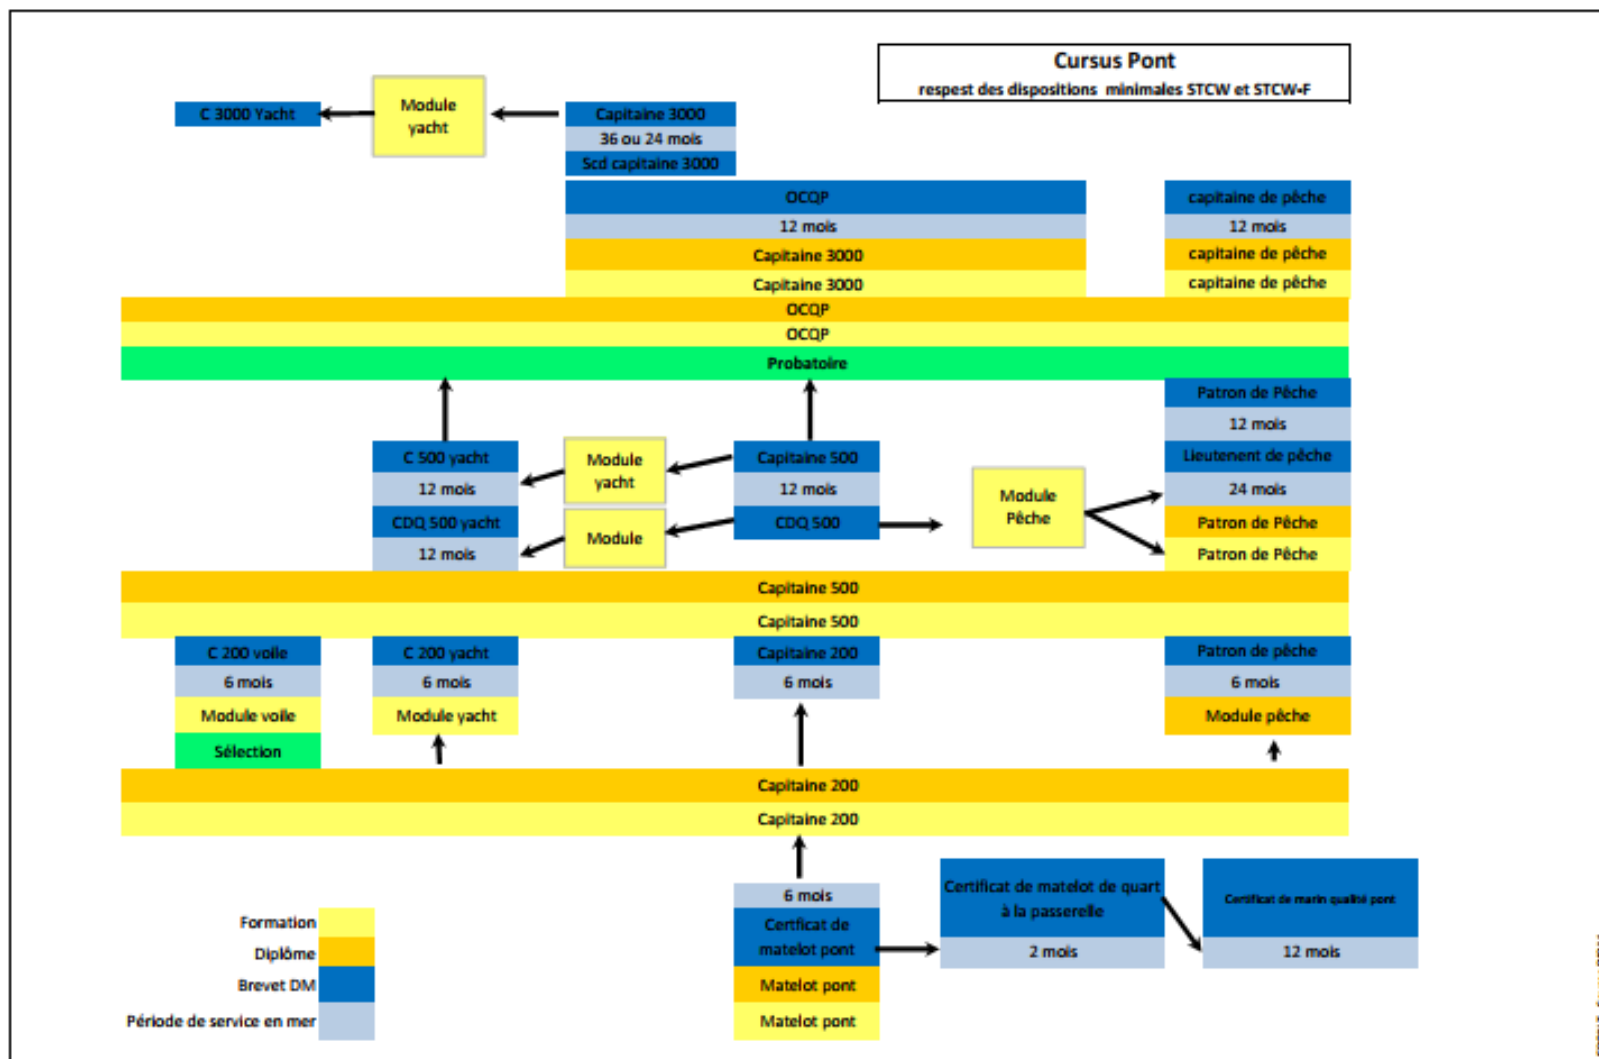 Cursus Pont
respest des dispositions minimales STCW et STCW-F
C 3000 Yacht
Module
yacht
Capitaine 3000
36 ou 24 mois
Scd capitaine 3000
OCQP
12 mois
Capitaine 3000
Capitaine 3000
capitaine de pêche
12 mois
capitaine de pêche
capitaine de pêche
OCQP
OCQP
Probatoire
C 500 yacht
12 mois
CDQ 500 yacht
12 mois
Module
yacht
Module
Capitaine 500
12 mois
CDQ 500
Module
Pêche
Patron de Pêche
12 mois
Lieutenent de pêche
24 mois
Patron de Pêche
Patron de Pêche
Capitaine 500
Capitaine 500
C 200 voile
6 mois
Module voile
Sélection
C 200 yacht
6 mois
Module yacht
Capitaine 200
6 mois
Patron de pêche
6 mois
Module pêche
Capitaine 200
Capitaine 200
6 mois
Certficat de
matelot pont
Matelot pont
Matelot pont
Certificat de matelot de quart
à la passerelle
2 mois
Certificat de marin qualité pont
12 mois
Formation
Diplôme
Brevet DM
Période de service en mer